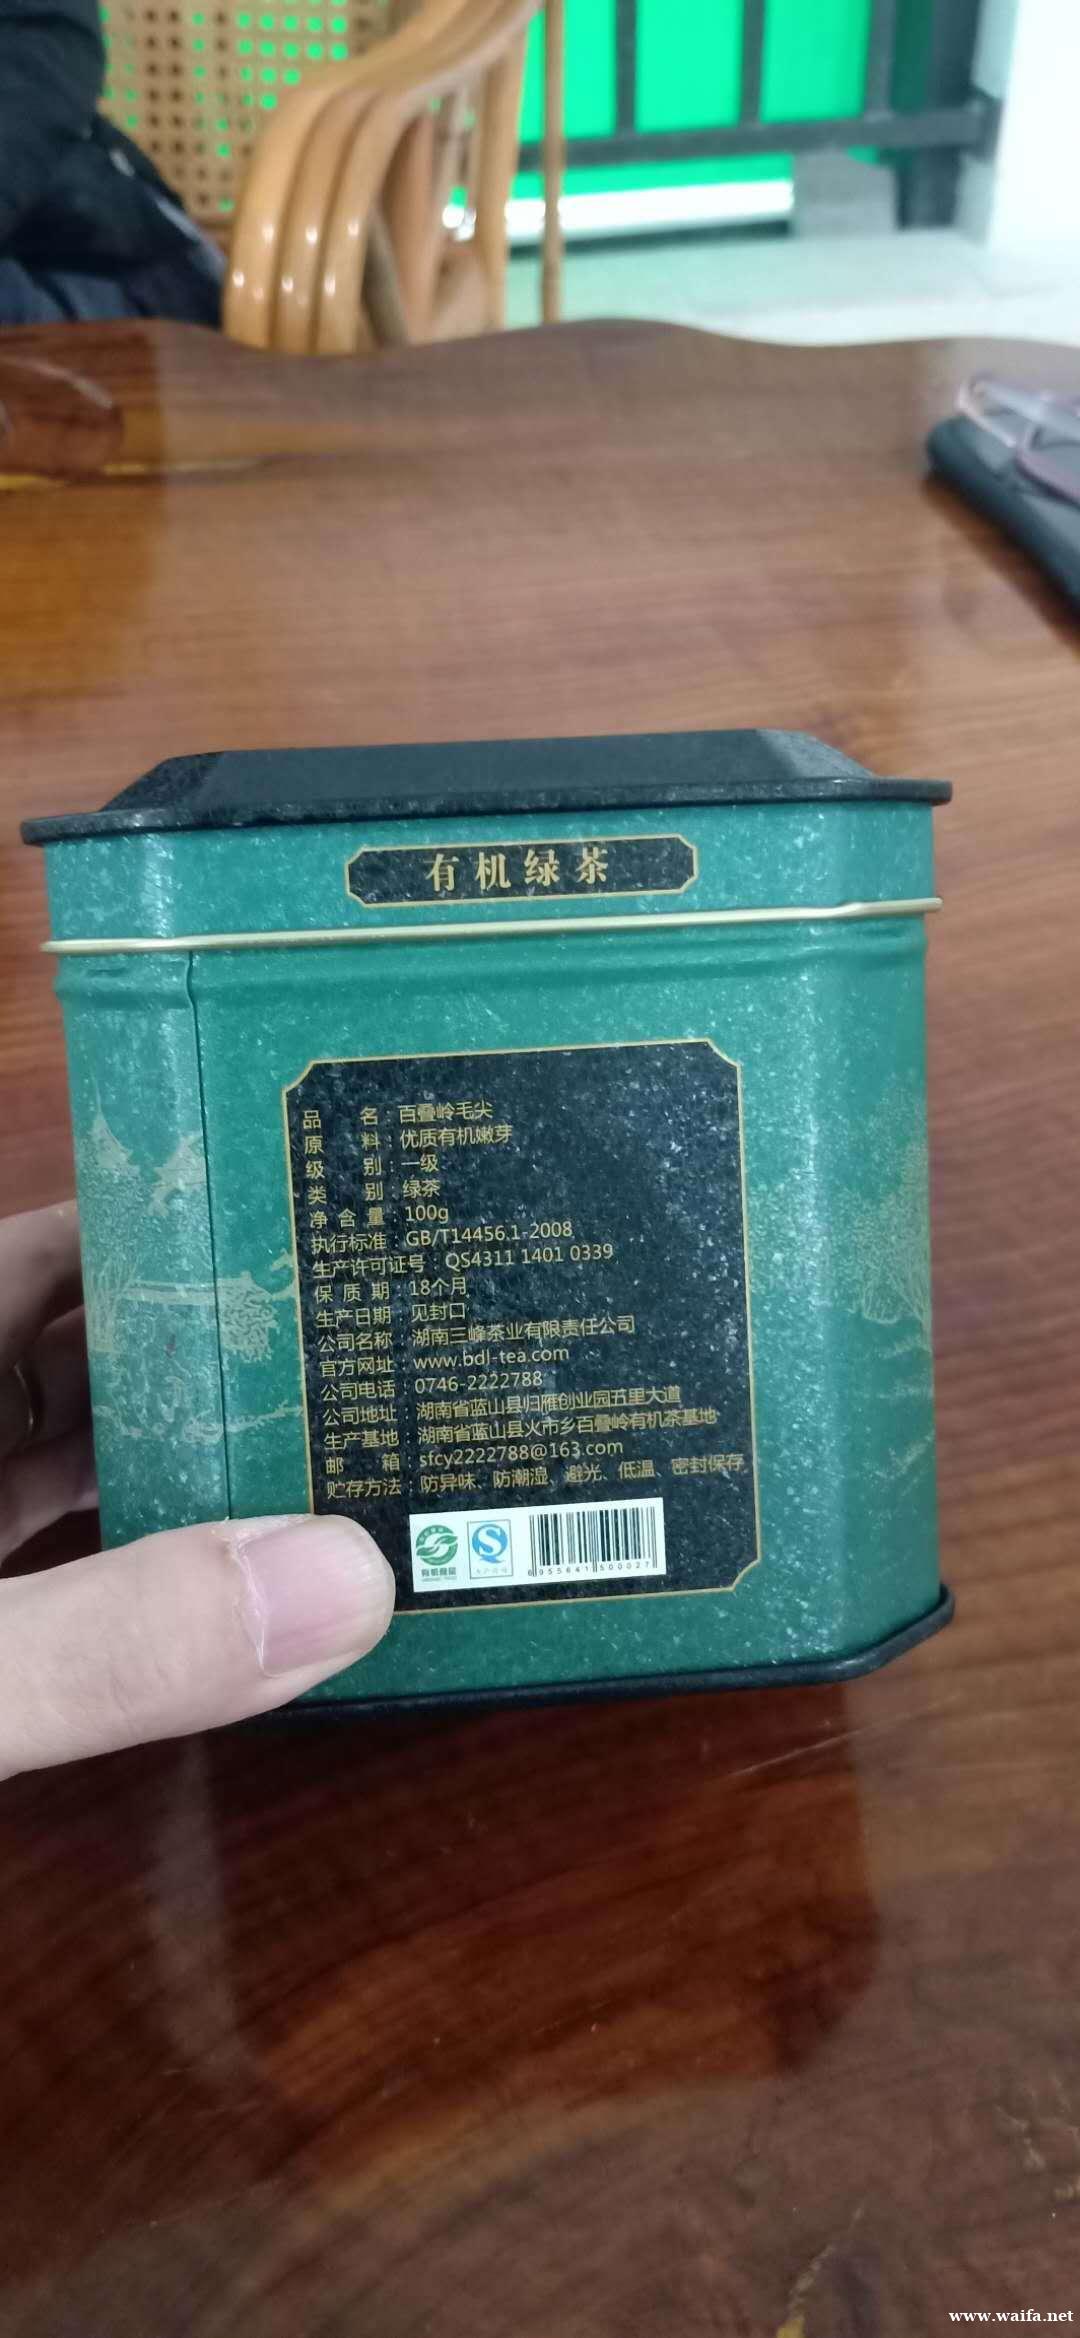 有机绿茶
品 名：百叠岭毛尖
原 料：优质有机嫩芽
级 别：一级
类 别：绿茶
净 含 量：100g
执行标准：GB/T14456.1-2008
生产许可证号：QS4311 1401 0339
保 质 期：18个月
生产日期：见封口
公司名称：湖南三峰茶业有限责任公司
官方网址：www.bdl-tea.com
公司电话：0746-2222788
公司地址：湖南省蓝山县归雁创业园五里大道
生产基地：湖南省蓝山县火市乡百叠岭有机茶基地
邮 箱：sfcy2222788@163.com
贮存方法：防异味、防潮湿、避光、低温、密封保存
有机食品
6955641500027
www.waifa.net